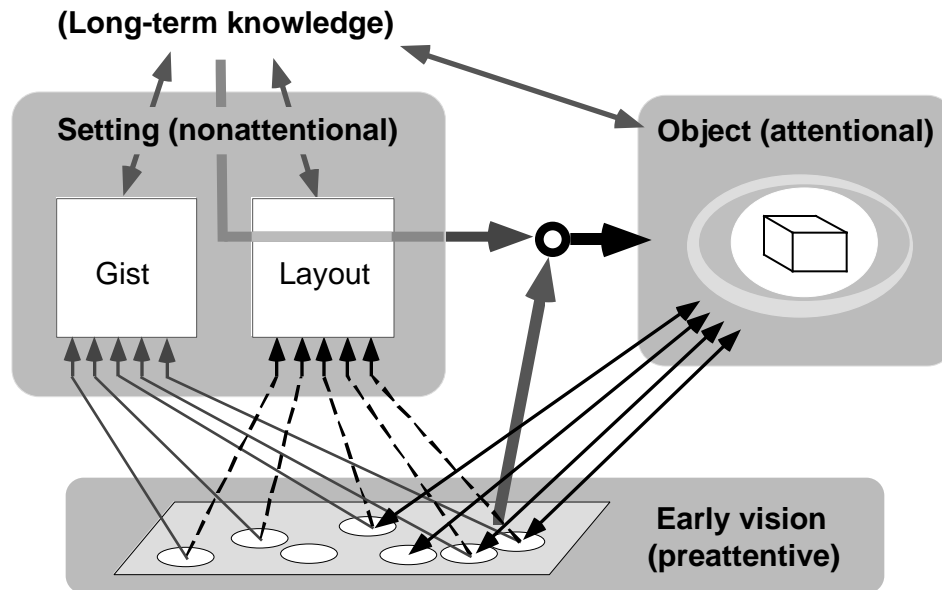 (Long-term knowledge)
Setting (nonattentional)
Object (attentional)
Gist
Layout
Early vision
(preattentive)